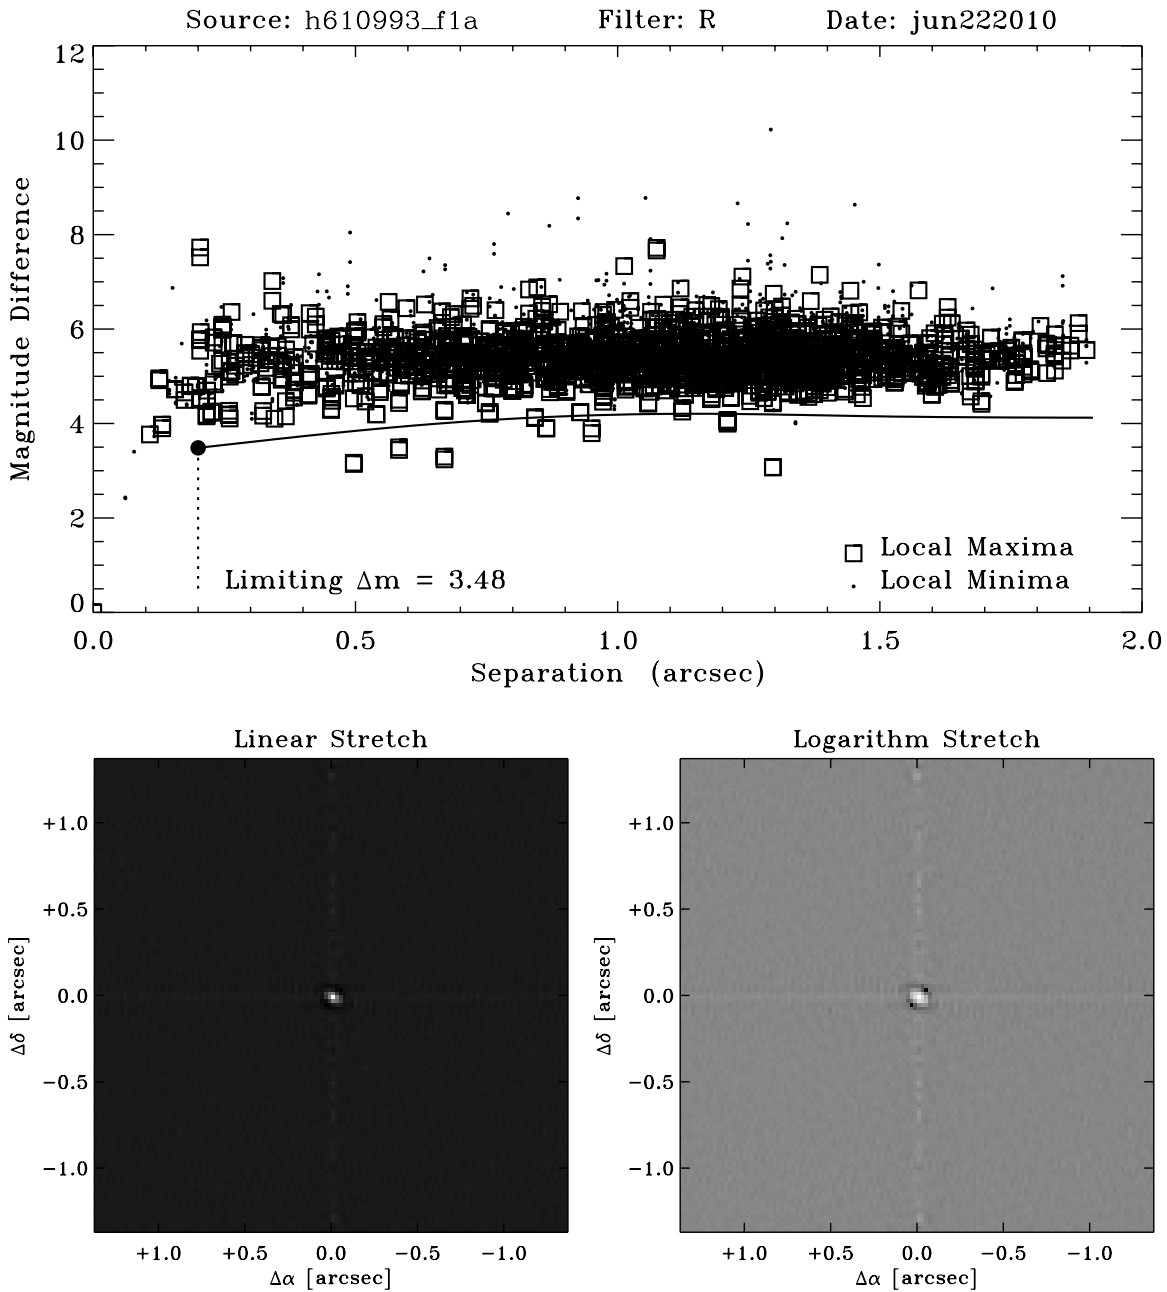 Source: h610993_f1a Filter: R Date: jun222010
12
10
8
6
4
2
0
Magnitude Difference
Limiting Δm = 3.48
Local Maxima
Local Minima
0.0 0.5 1.0 1.5 2.0
Separation (arcsec)
Linear Stretch
+1.0
+0.5
0.0
−0.5
−1.0
Δδ [arcsec]
+1.0 +0.5 0.0 −0.5 −1.0
Δα [arcsec]
Logarithm Stretch
+1.0
+0.5
0.0
−0.5
−1.0
Δδ [arcsec]
+1.0 +0.5 0.0 −0.5 −1.0
Δα [arcsec]